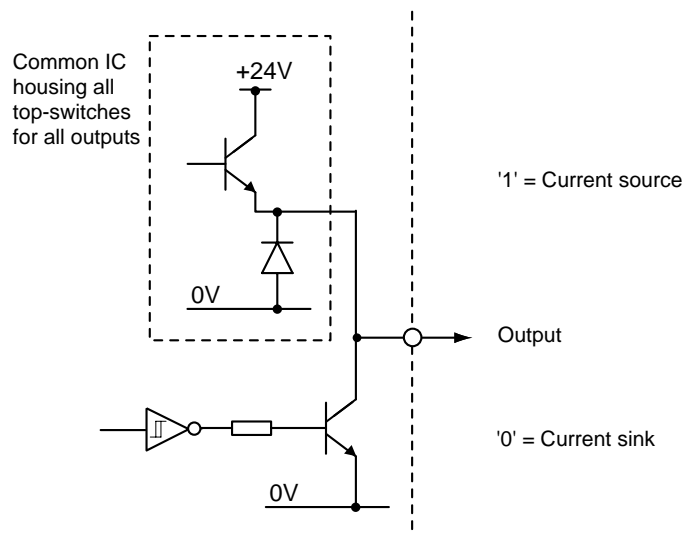 Common IC
housing all
top-switches
for all outputs
+24V
'1' = Current source
0V
Output
'0' = Current sink
0V